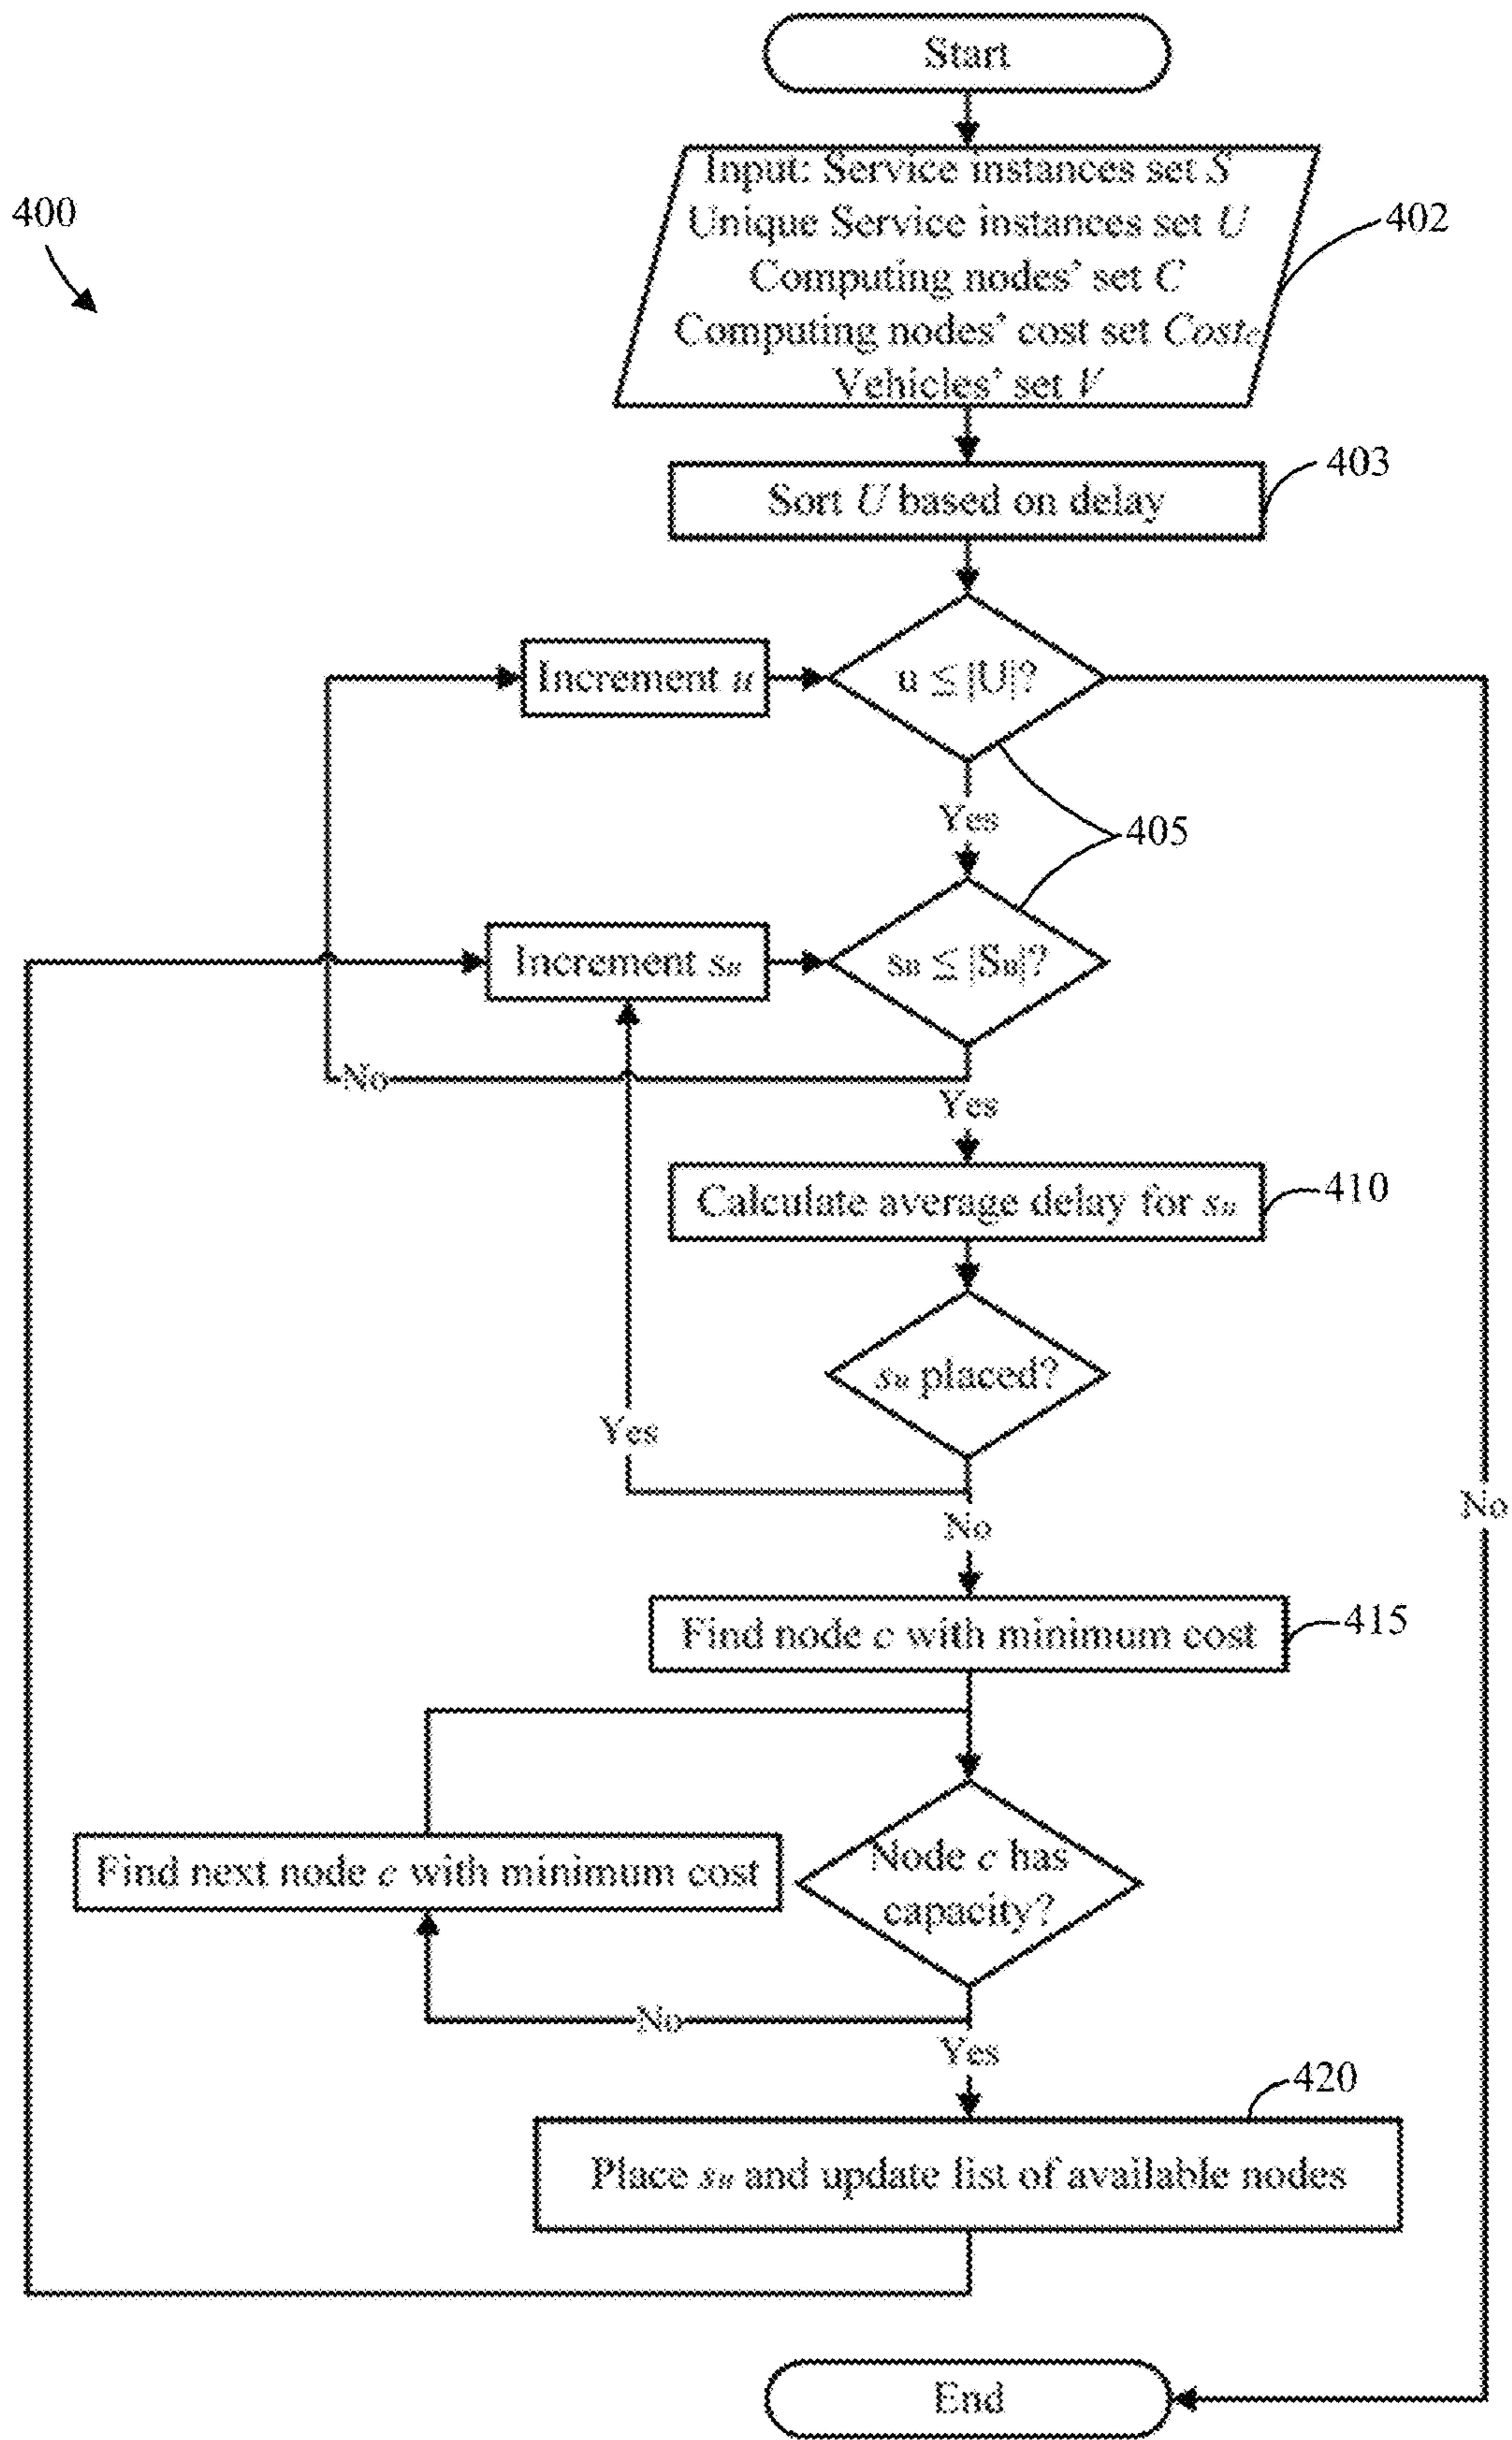 Start
400
Input: Service instances set S
Unique Service instances set U
Computing nodes' set C
Computing nodes' cost set Costc
Vehicles' set V
402
403
Sort U based on delay
Increment u
u ≦ |U|?
Yes
405
Increment su
su ≦ |Su|?
No
Yes
Calculate average delay for su
410
su placed?
Yes
No
No
Find node c with minimum cost
415
Find next node c with minimum cost
Node c has
capacity?
No
Yes
420
Place su and update list of available nodes
End